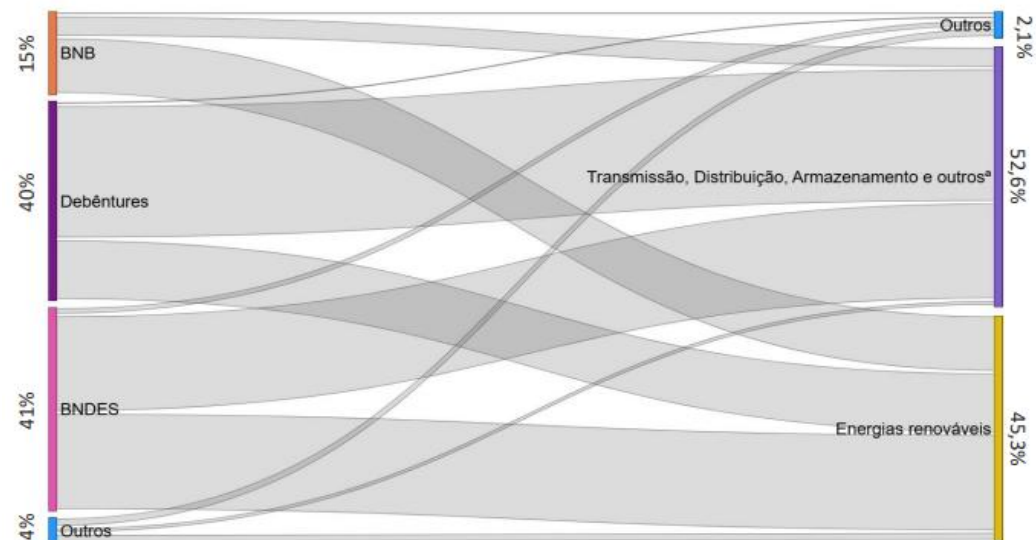 15%
BNB
40%
Debêntures
41%
BNDES
4%
Outros
Outros
2,1%
Transmissão, Distribuição, Armazenamento e outrosª
52,6%
Energias renováveis
45,3%